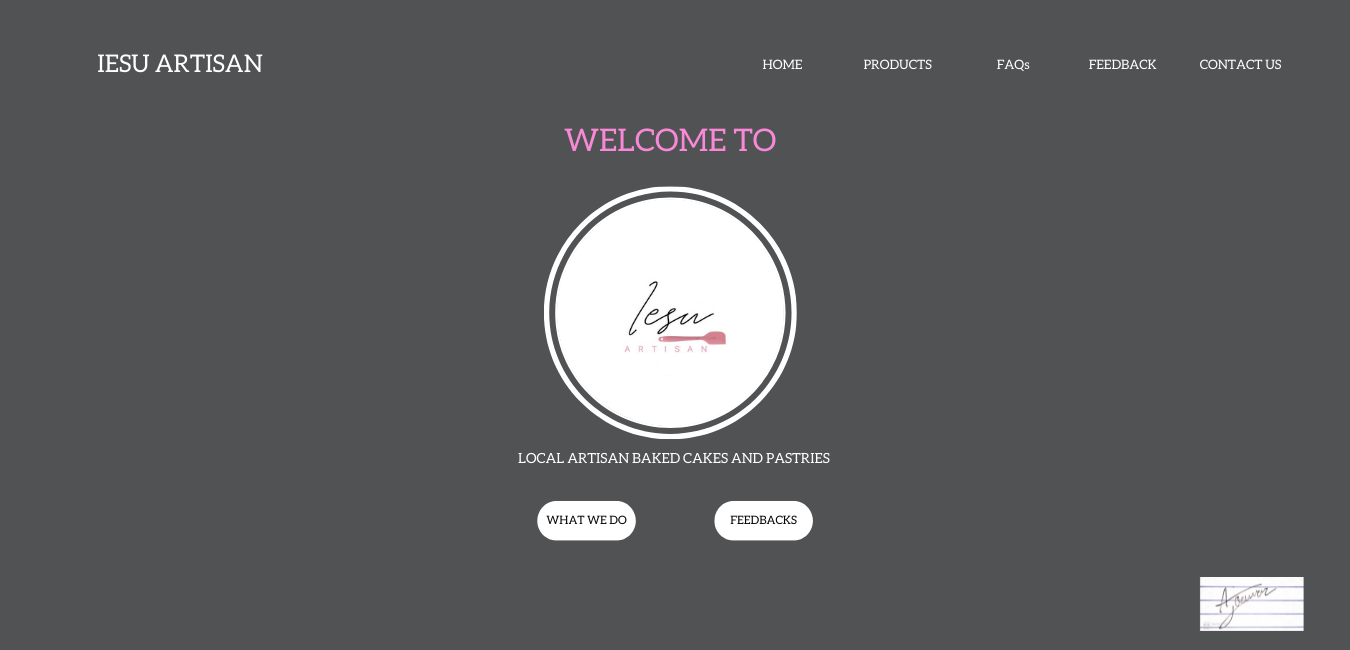 IESU ARTISAN
HOME PRODUCTS FAQs FEEDBACK CONTACT US
WELCOME TO
Iesu
ARTISAN
LOCAL ARTISAN BAKED CAKES AND PASTRIES
WHAT WE DO FEEDBACKS